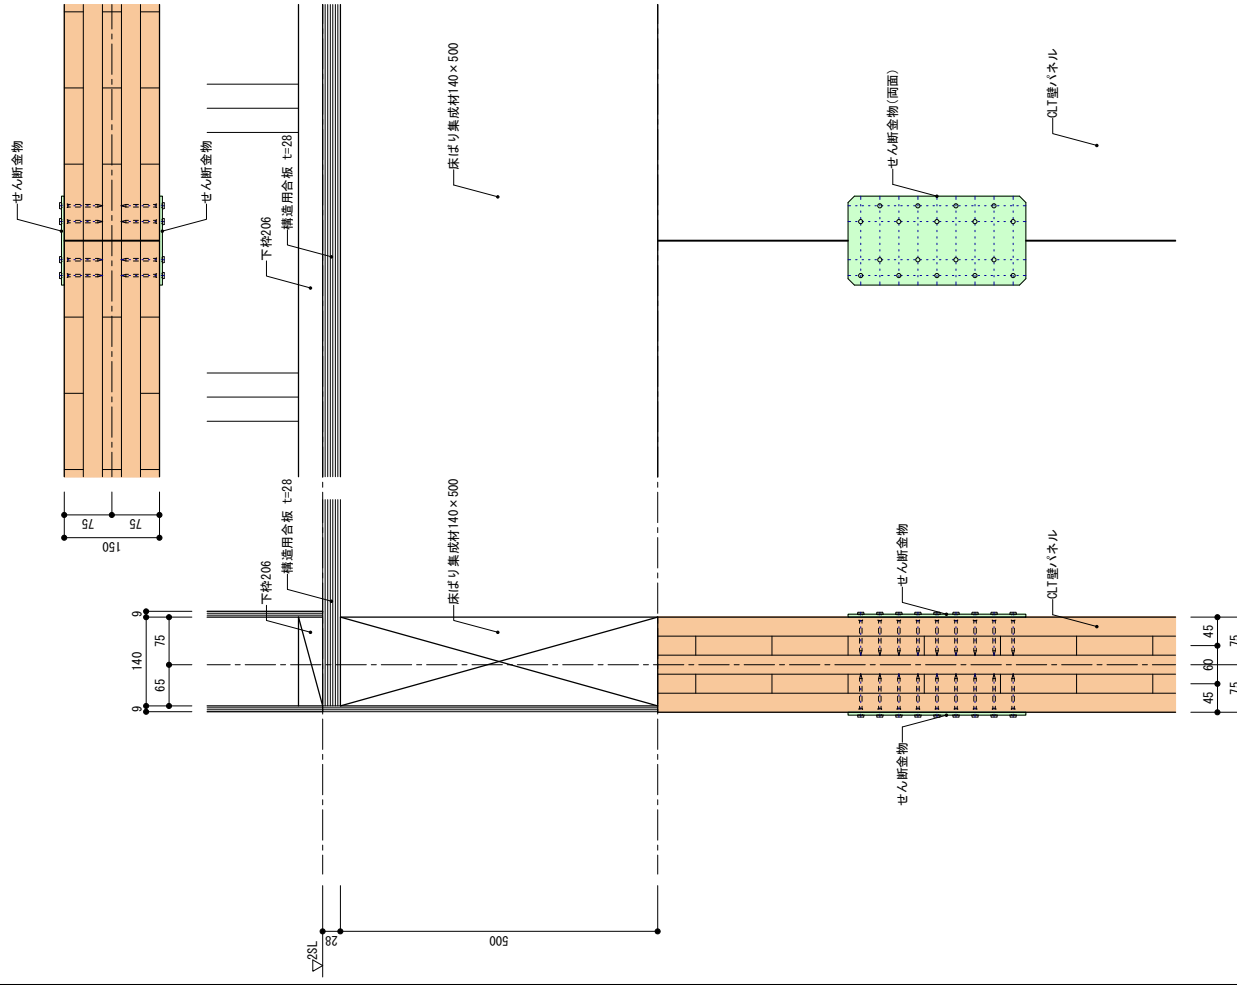 せん断金物
せん断金物
75
75
150
下枠206
構造用合板 t=28
床ばり集成材140×500
せん断金物(両面)
CLT壁パネル
下枠206
構造用合板 t=28
床ばり集成材140×500
せん断金物
CLT壁パネル
せん断金物
9
75
140
65
9
45
75
60
45
75
▽2SL
28
500